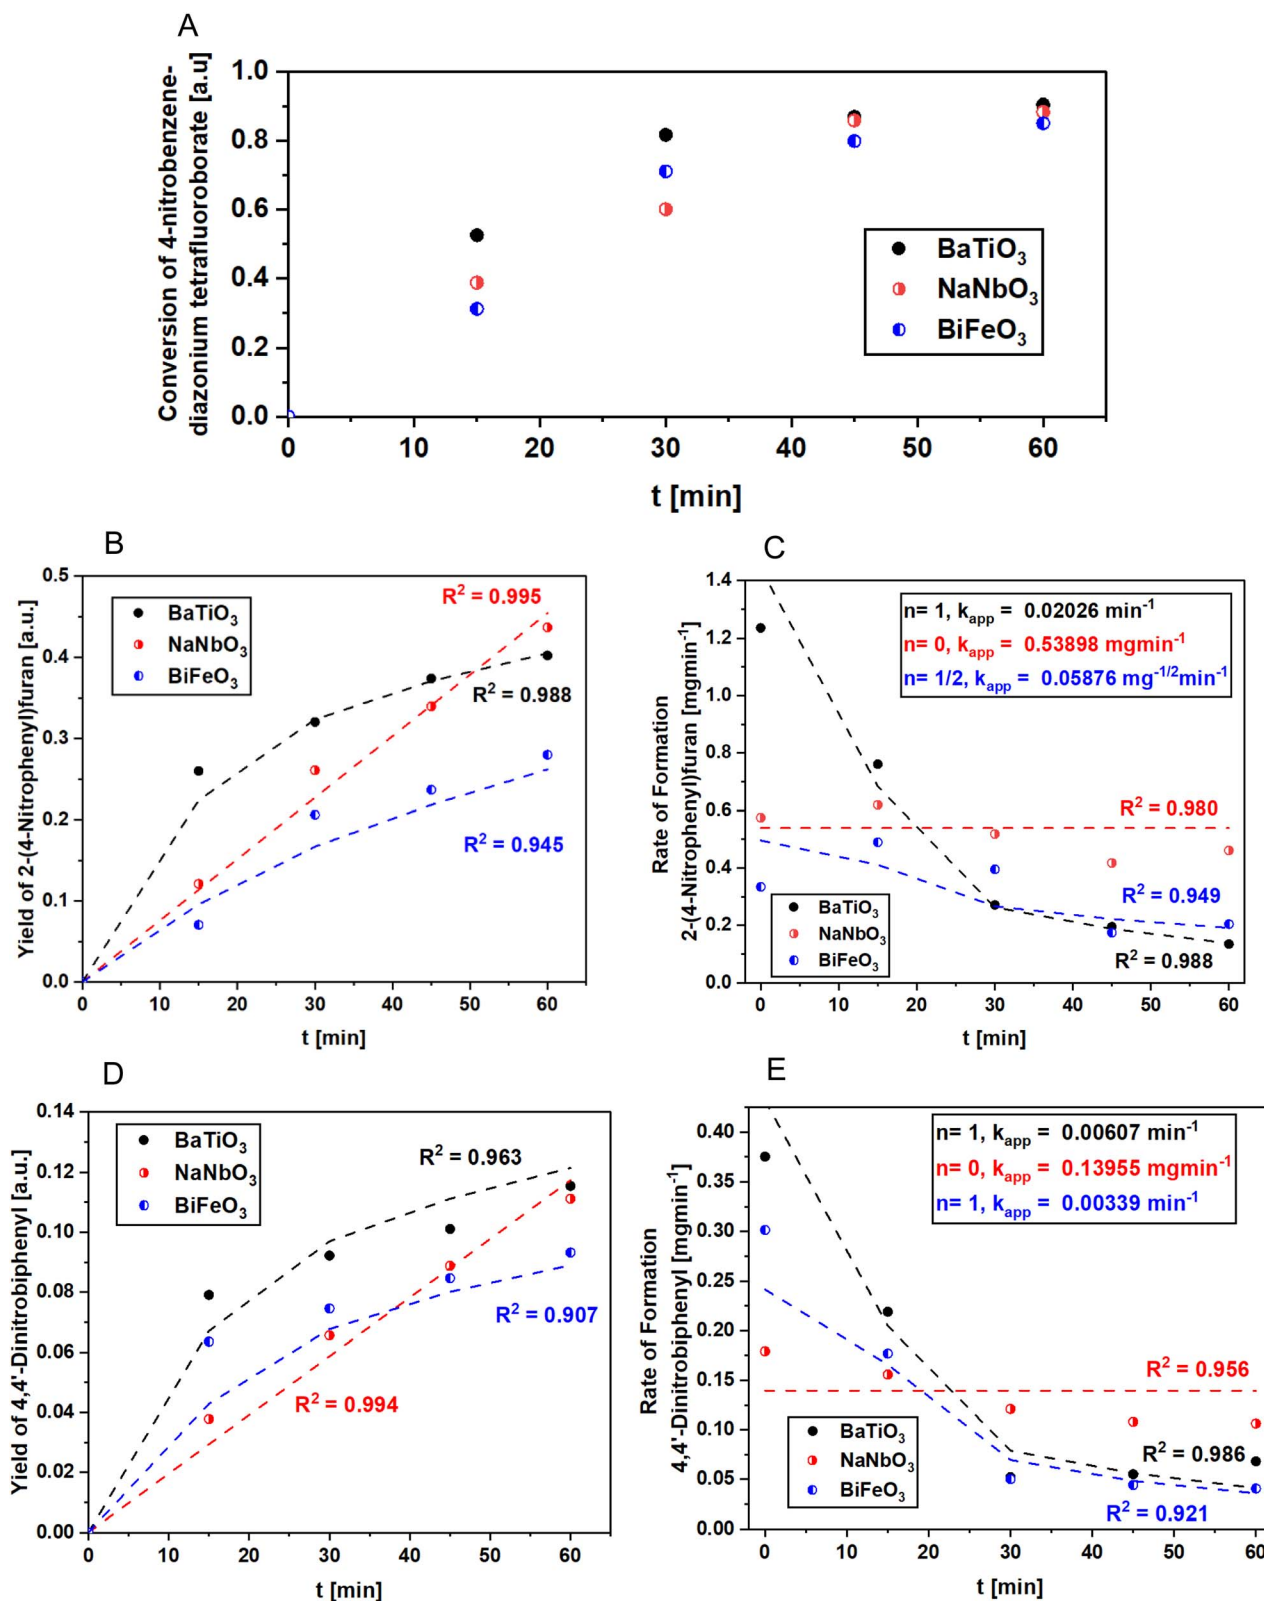 A
Conversion of 4-nitrobenzene-
diazonium tetrafluoroborate [a.u]
1.0
0.8
0.6
0.4
0.2
0.0
BaTiO3
NaNbO3
BiFeO3
0 10 20 30 40 50 60
t [min]
B
Yield of 2-(4-Nitrophenyl)furan [a.u.]
0.5
0.4
0.3
0.2
0.1
0.0
BaTiO3
NaNbO3
BiFeO3
R2 = 0.995
R2 = 0.988
R2 = 0.945
0 10 20 30 40 50 60
t [min]
C
Rate of Formation
2-(4-Nitrophenyl)furan [mgmin-1]
1.4
1.2
1.0
0.8
0.6
0.4
0.2
0.0
n= 1, kapp = 0.02026 min-1
n= 0, kapp = 0.53898 mgmin-1
n= 1/2, kapp = 0.05876 mg-1/2min-1
R2 = 0.980
R2 = 0.949
R2 = 0.988
BaTiO3
NaNbO3
BiFeO3
0 10 20 30 40 50 60
t [min]
D
Yield of 4,4'-Dinitrobiphenyl [a.u.]
0.14
0.12
0.10
0.08
0.06
0.04
0.02
0.00
BaTiO3
NaNbO3
BiFeO3
R2 = 0.963
R2 = 0.907
R2 = 0.994
0 10 20 30 40 50 60
t [min]
E
Rate of Formation
4,4'-Dinitrobiphenyl [mgmin-1]
0.40
0.35
0.30
0.25
0.20
0.15
0.10
0.05
0.00
n= 1, kapp = 0.00607 min-1
n= 0, kapp = 0.13955 mgmin-1
n= 1, kapp = 0.00339 min-1
R2 = 0.956
R2 = 0.986
R2 = 0.921
BaTiO3
NaNbO3
BiFeO3
0 10 20 30 40 50 60
t [min]